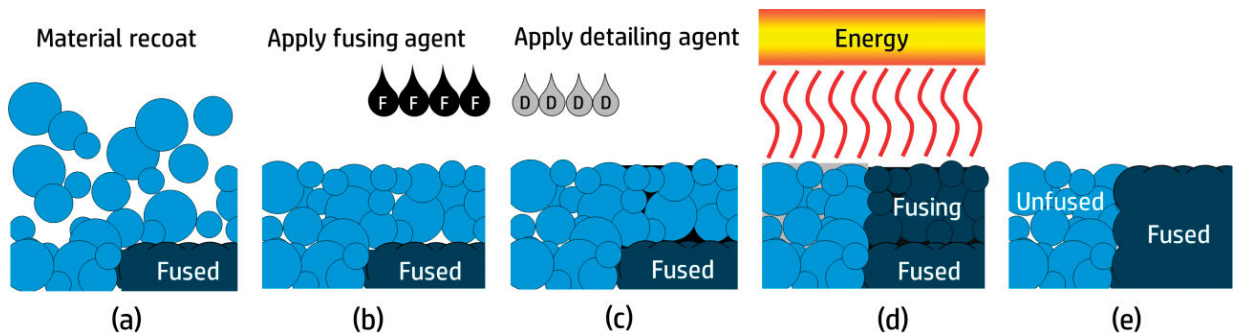 Material recoat
Apply fusing agent
Apply detailing agent
Energy
F F F F
D D D D
Fused
Fused
Fused
Fusing
Fused
Unfused
Fused
(a)
(b)
(c)
(d)
(e)